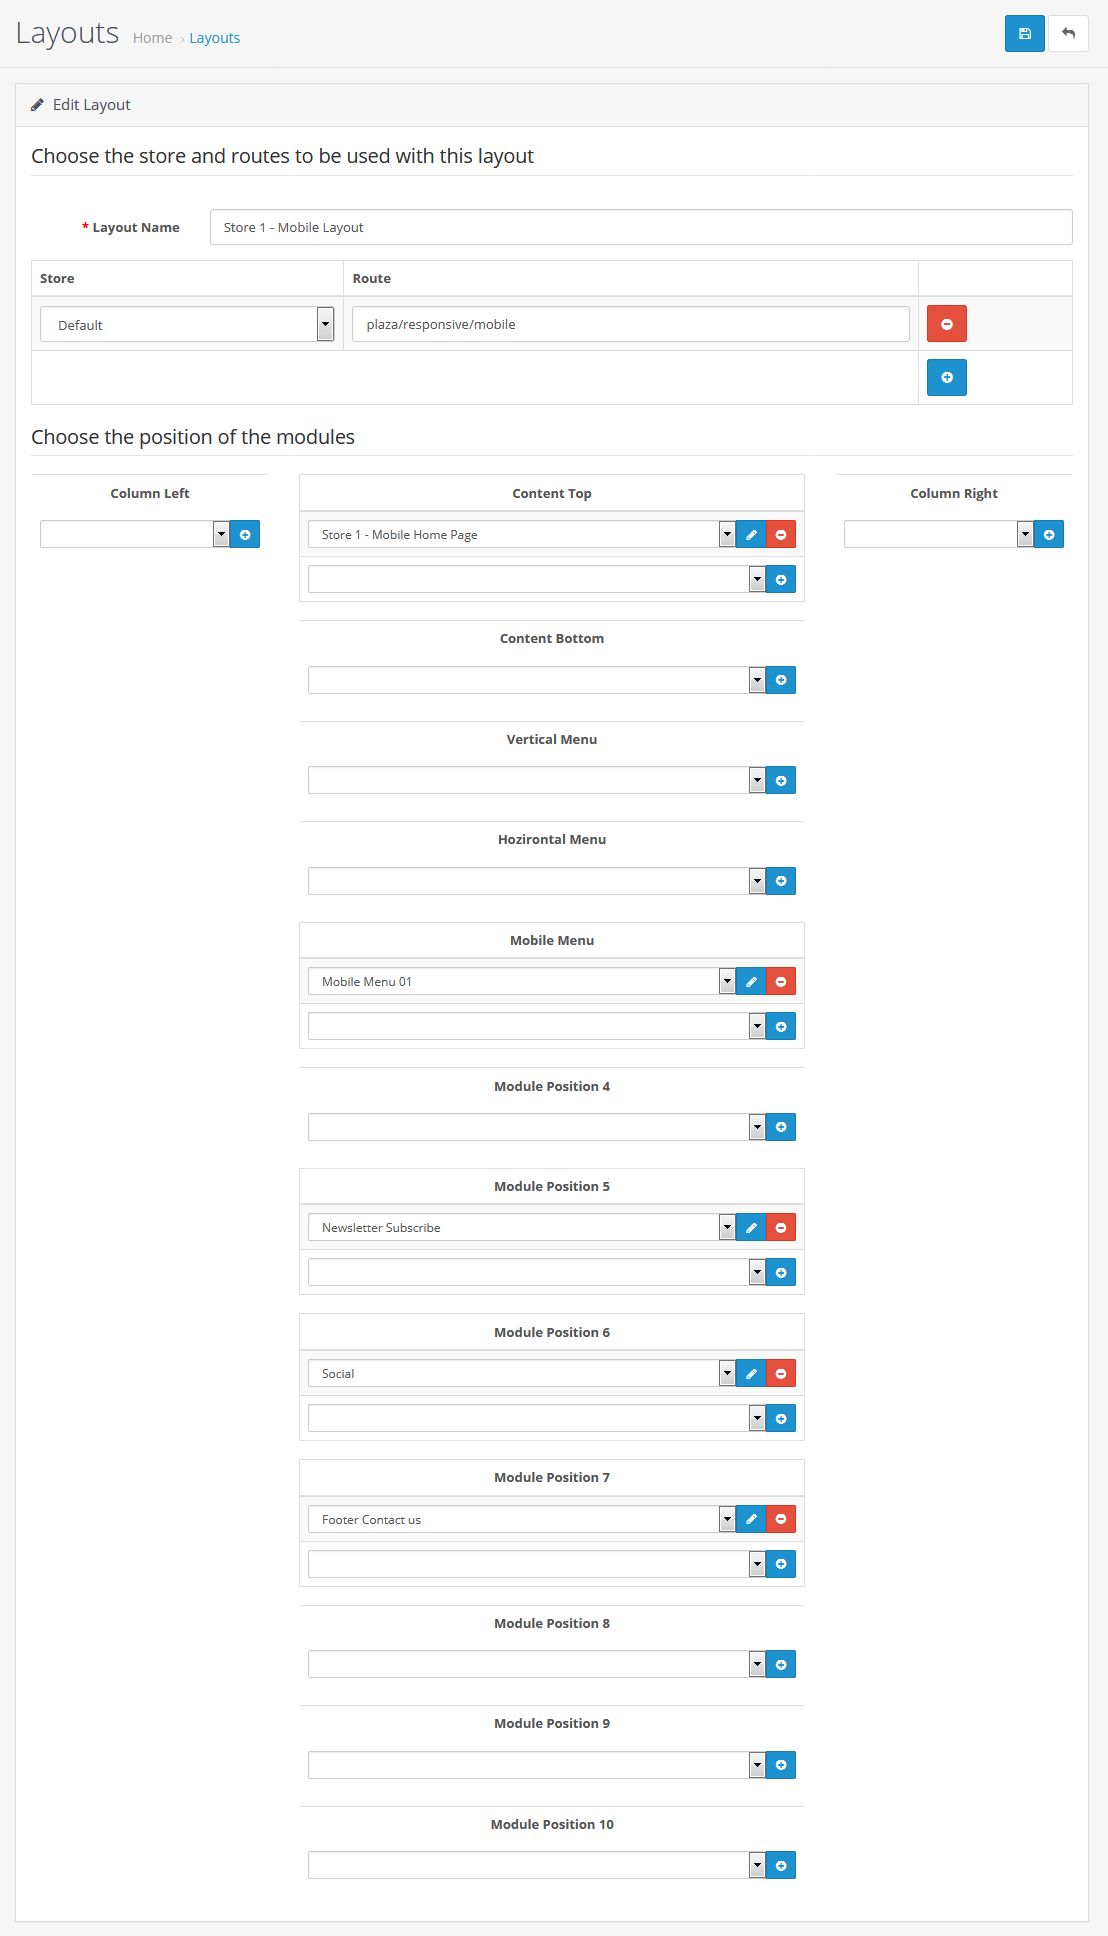 Layouts Home › Layouts
Edit Layout
Choose the store and routes to be used with this layout
* Layout Name Store 1 - Mobile Layout
Store Route
Default plaza/responsive/mobile
Choose the position of the modules
Column Left Content Top Column Right
Store 1 - Mobile Home Page
Content Bottom
Vertical Menu
Hozirontal Menu
Mobile Menu
Mobile Menu 01
Module Position 4
Module Position 5
Newsletter Subscribe
Module Position 6
Social
Module Position 7
Footer Contact us
Module Position 8
Module Position 9
Module Position 10